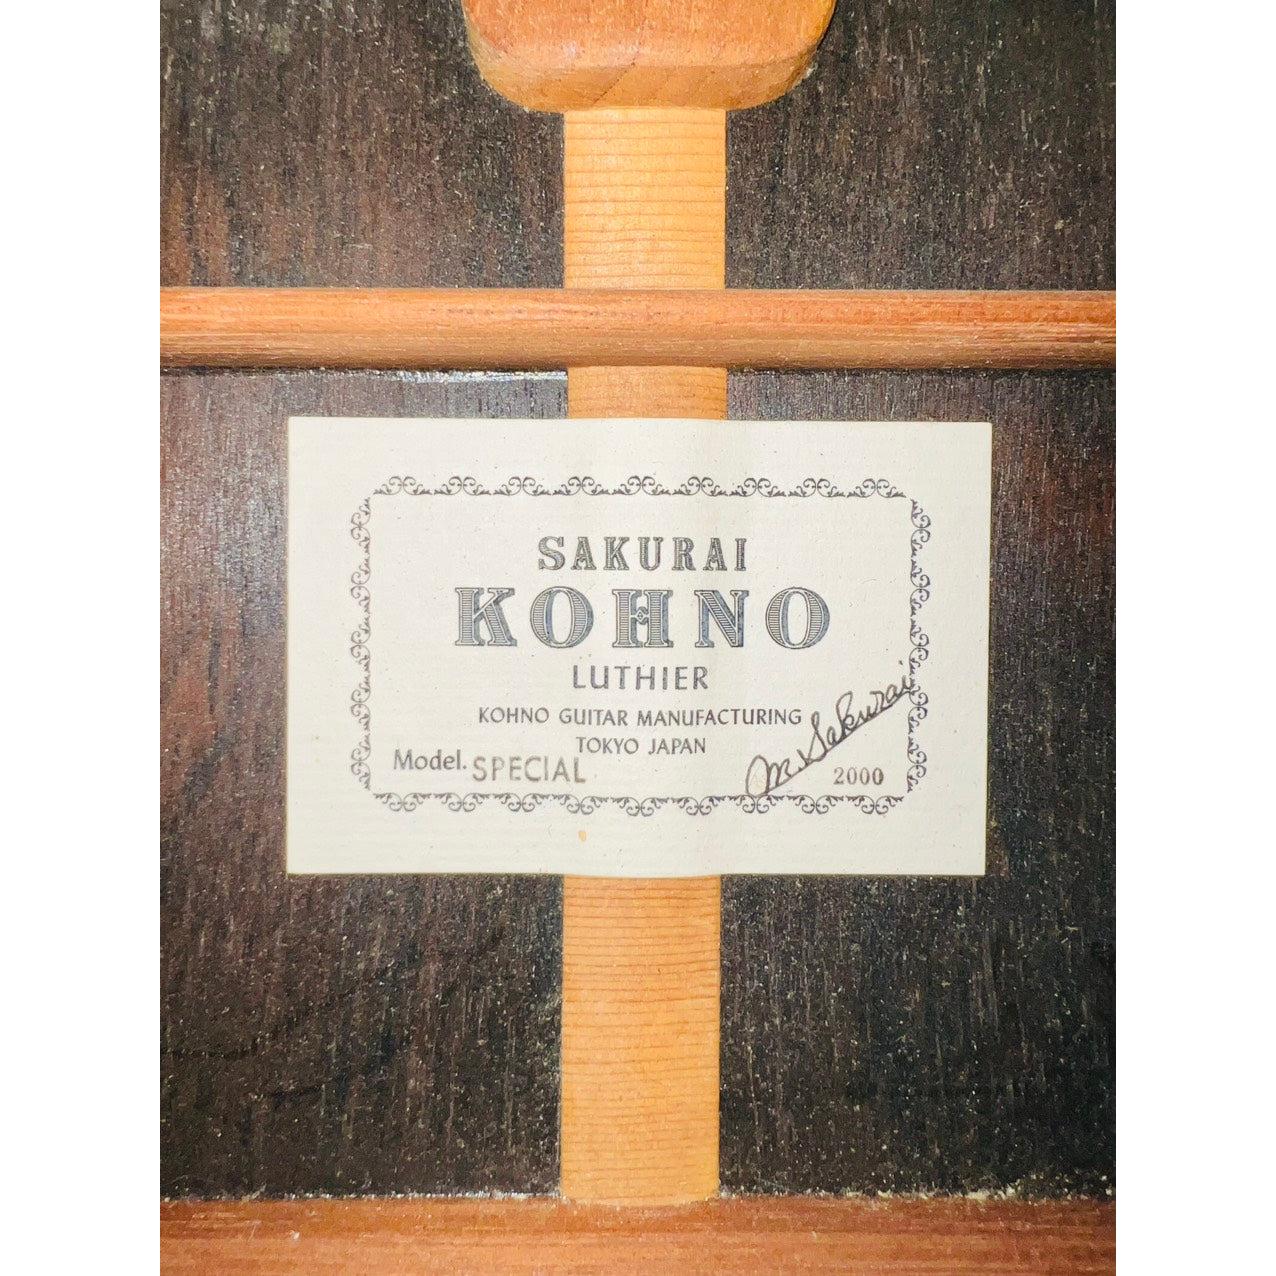 SAKURAI
KOHNO
LUTHIER
KOHNO GUITAR MANUFACTURING
TOKYO JAPAN
Model. SPECIAL
M. Sakurai
2000